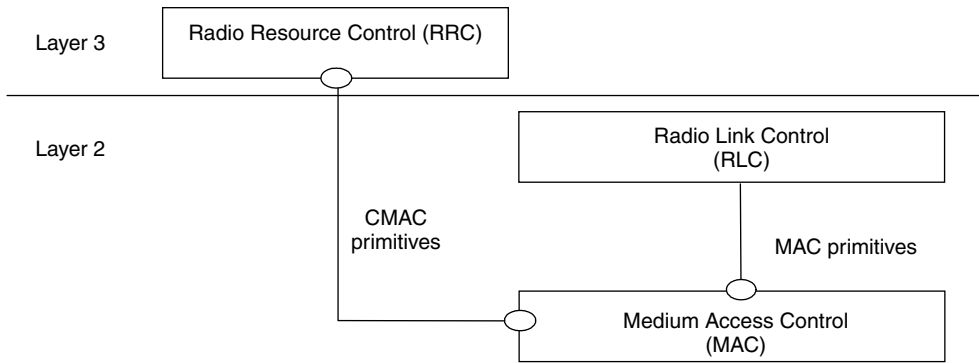 Layer 3
Radio Resource Control (RRC)
Layer 2
Radio Link Control
(RLC)
CMAC
primitives
MAC primitives
Medium Access Control
(MAC)